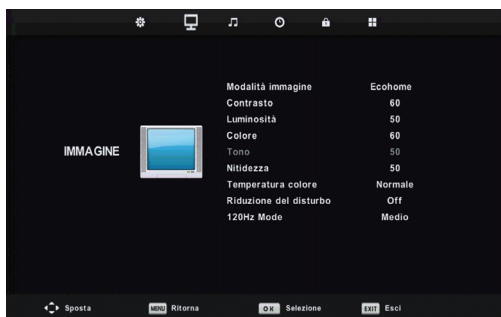 Modalità immagine Ecohome
Contrasto 60
Luminosità 50
Colore 60
IMMAGINE
Tono 50
Nitidezza 50
Temperatura colore Normale
Riduzione del disturbo Off
120Hz Mode Medio
Sposta MENU Ritorna OK Selezione EXIT Esci